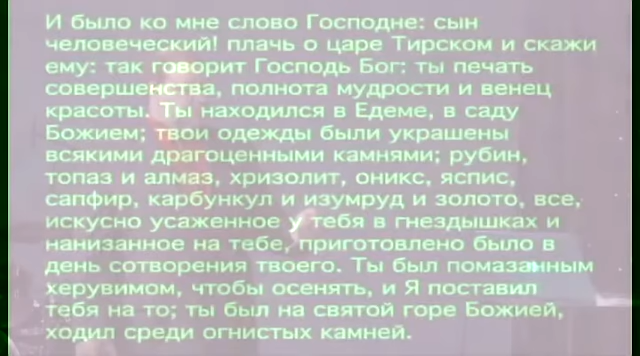 И было ко мне слово Господне: сын
человеческий! плачь о царе Тирском и скажи
ему: так говорит Господь Бог: ты печать
совершенства, полнота мудрости и венец
красоты. Ты находился в Едеме, в саду
Божием; твои одежды были украшены
всякими драгоценными камнями; рубин,
топаз и алмаз, хризолит, оникс, яспис,
сапфир, карбункул и изумруд и золото, все,
искусно усаженное у тебя в гнездышках и
нанизанное на тебе, приготовлено было в
день сотворения твоего. Ты был помазанным
херувимом, чтобы осенять, и Я поставил
тебя на то; ты был на святой горе Божией,
ходил среди огнистых камней.